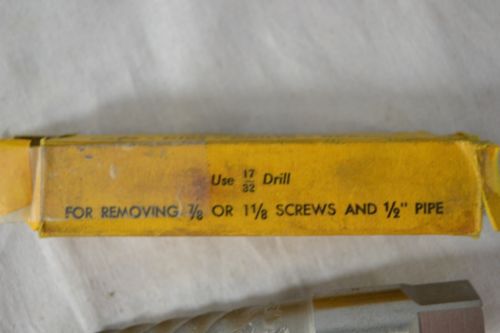 Use 17/32 Drill
FOR REMOVING 7/8 OR 1 1/8 SCREWS AND 1/2" PIPE